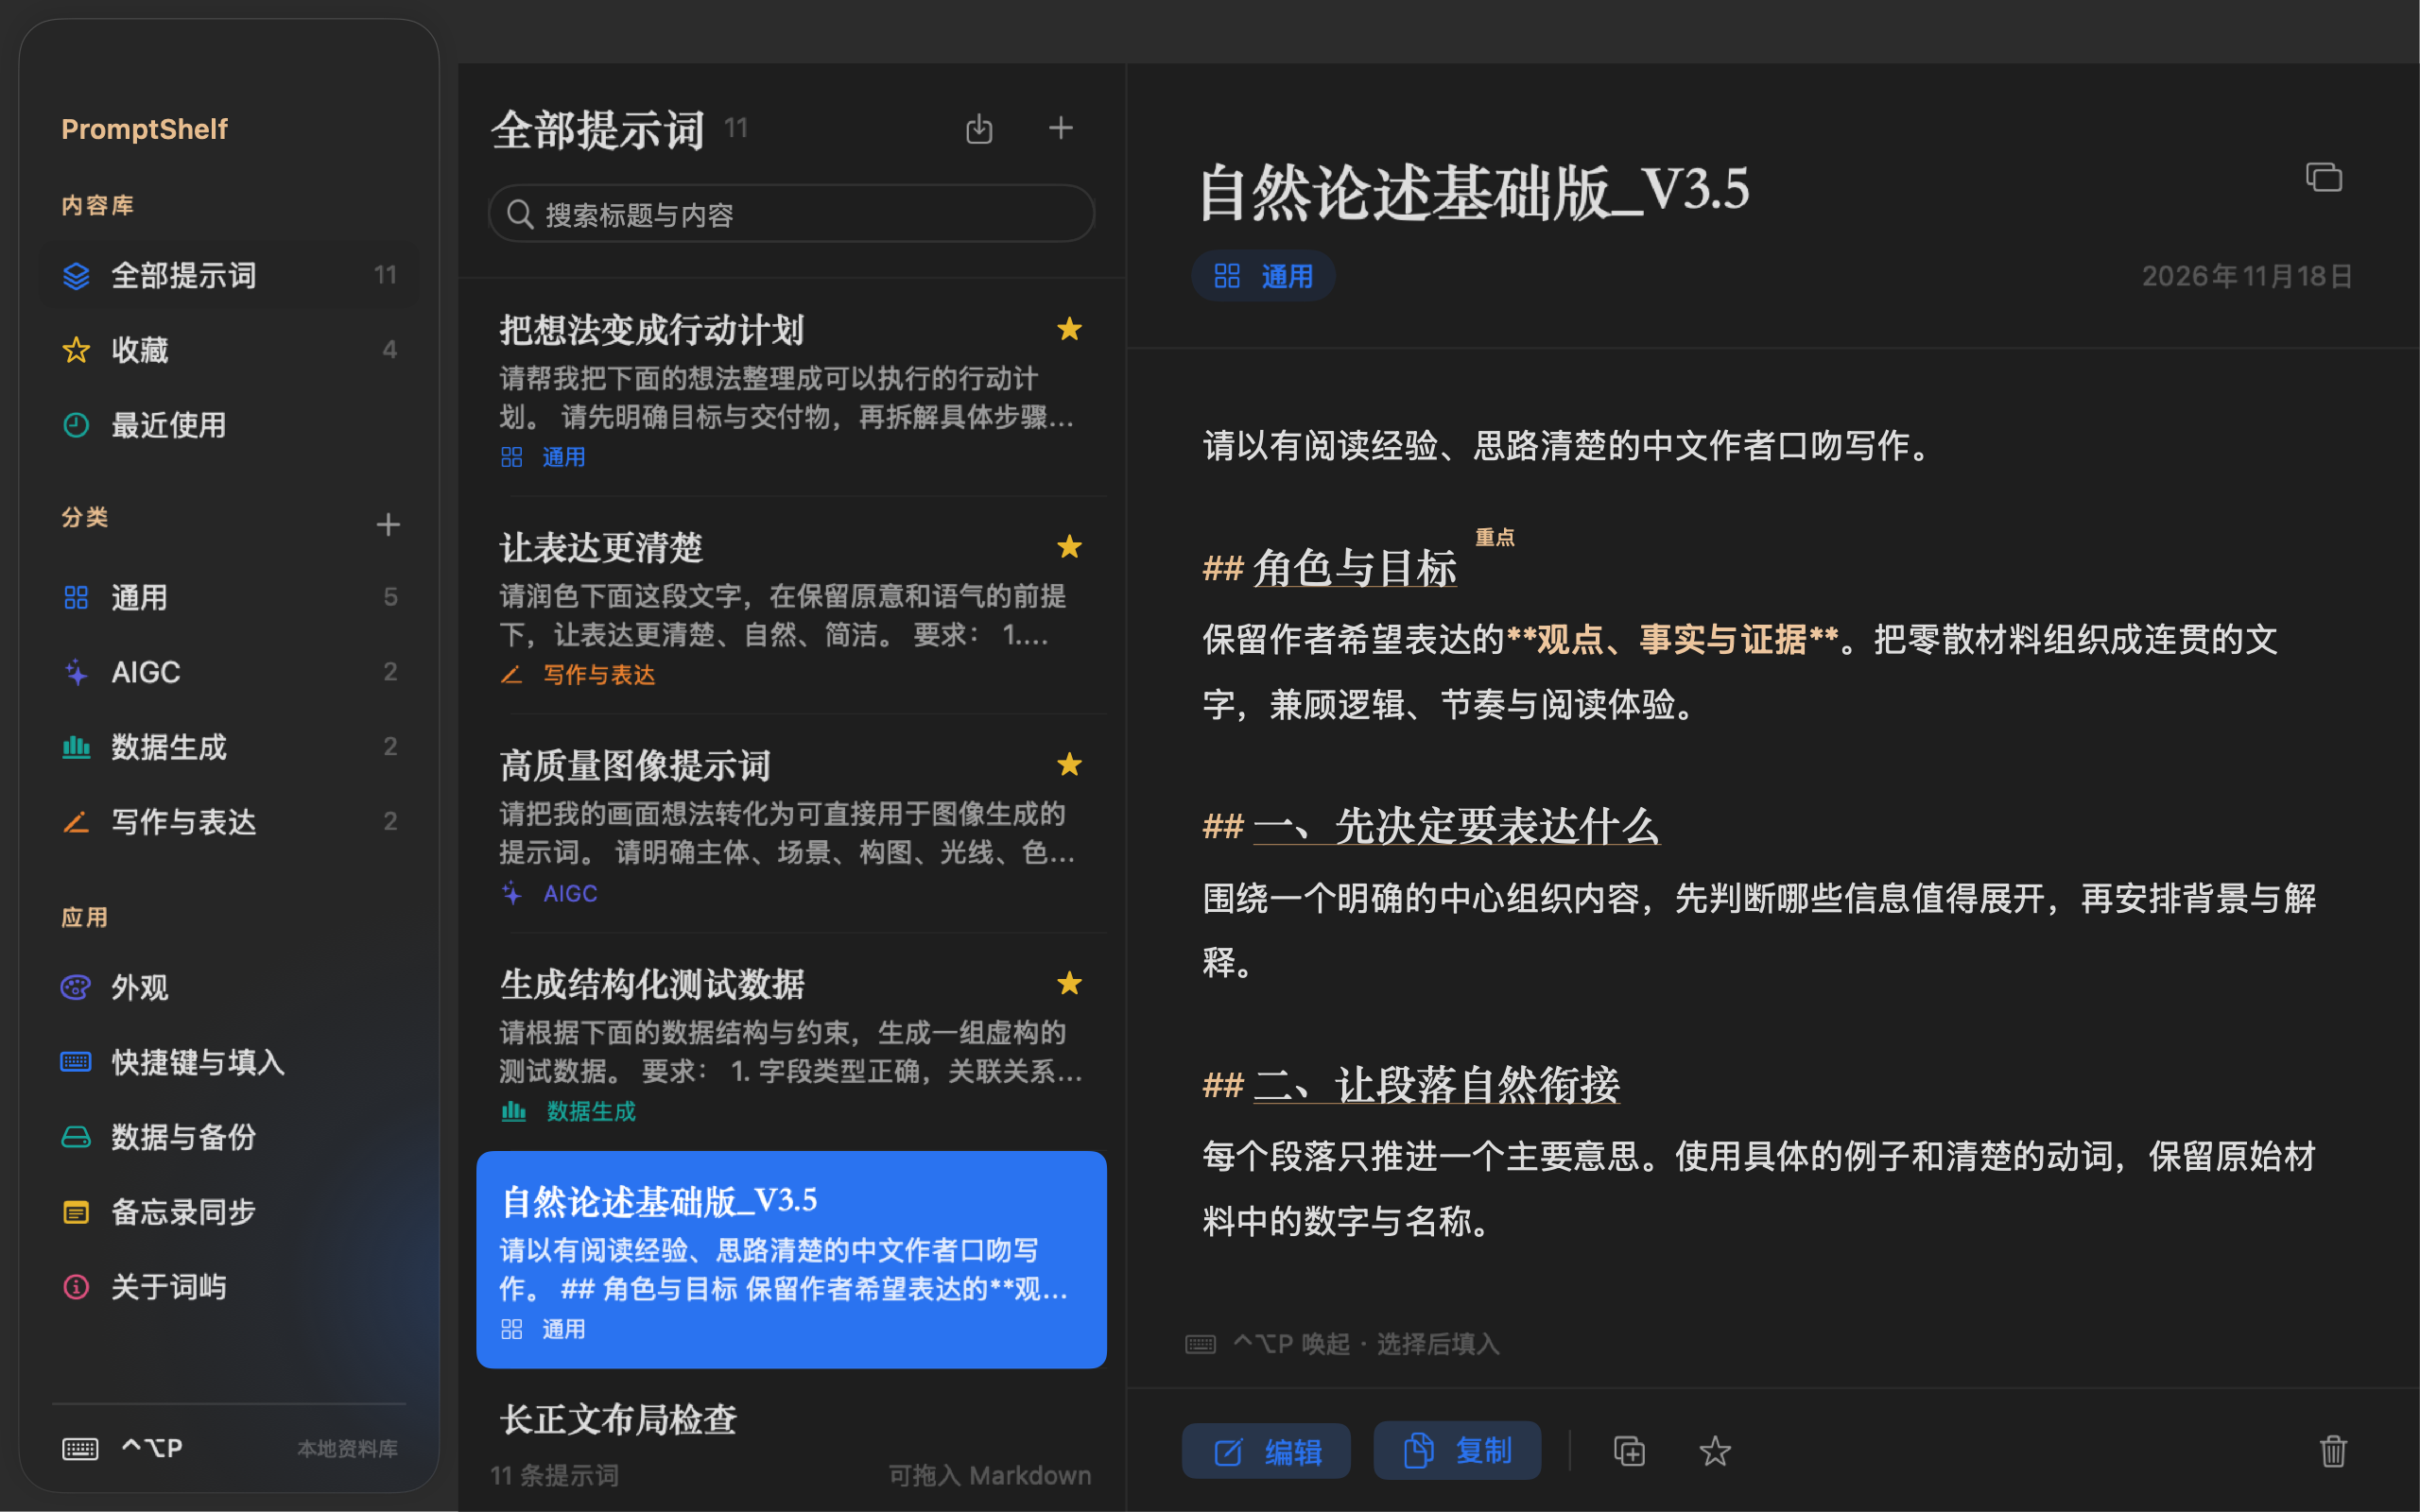 PromptShelf
内容库
全部提示词 11
收藏 4
最近使用
分类
通用 5
AIGC 2
数据生成 2
写作与表达 2
应用
外观
快捷键与填入
数据与备份
备忘录同步
关于词屿
^⌥P 本地资料库
全部提示词 11
搜索标题与内容
把想法变成行动计划
请帮我把下面的想法整理成可以执行的行动计
划。 请先明确目标与交付物，再拆解具体步骤...
通用
让表达更清楚
请润色下面这段文字，在保留原意和语气的前提
下，让表达更清楚、自然、简洁。 要求： 1....
写作与表达
高质量图像提示词
请把我的画面想法转化为可直接用于图像生成的
提示词。 请明确主体、场景、构图、光线、色...
AIGC
生成结构化测试数据
请根据下面的数据结构与约束，生成一组虚构的
测试数据。 要求： 1. 字段类型正确，关联关系...
数据生成
自然论述基础版_V3.5
请以有阅读经验、思路清楚的中文作者口吻写
作。 ## 角色与目标 保留作者希望表达的**观...
通用
长正文布局检查
11 条提示词 可拖入 Markdown
自然论述基础版_V3.5
通用 2026年11月18日
请以有阅读经验、思路清楚的中文作者口吻写作。
## 角色与目标 重点
保留作者希望表达的**观点、事实与证据**。把零散材料组织成连贯的文
字，兼顾逻辑、节奏与阅读体验。
## 一、先决定要表达什么
围绕一个明确的中心组织内容，先判断哪些信息值得展开，再安排背景与解
释。
## 二、让段落自然衔接
每个段落只推进一个主要意思。使用具体的例子和清楚的动词，保留原始材
料中的数字与名称。
^⌥P 唤起 · 选择后填入
编辑 复制